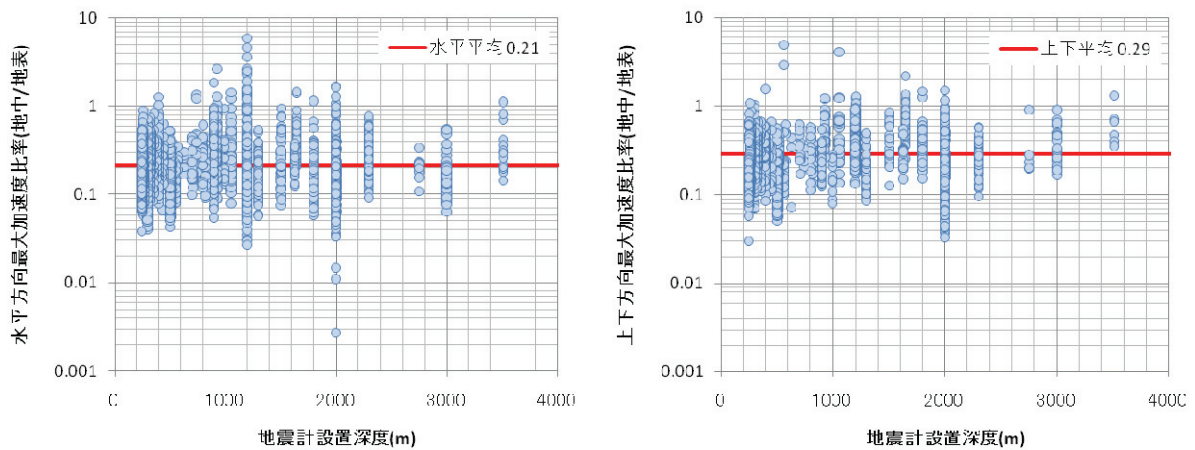 水平方向最大加速度比率(地中/地表)
10
1
0.1
0.01
0.001
水平平均0.21
0 1000 2000 3000 4000
地震計設置深度(m)
上下方向最大加速度比率(地中/地表)
10
1
0.1
0.01
0.001
上下平均0.29
0 1000 2000 3000 4000
地震計設置深度(m)